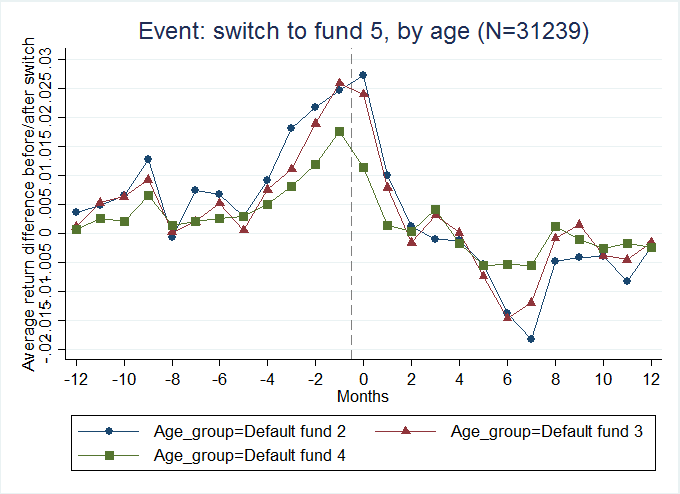 Event: switch to fund 5, by age (N=31239)
Average return difference before/after switch
.03
.025
.02
.015
.01
.005
0
-.005
-.01
-.015
-.02
-12 -10 -8 -6 -4 -2 0 2 4 6 8 10 12
Months
Age_group=Default fund 2 Age_group=Default fund 3
Age_group=Default fund 4